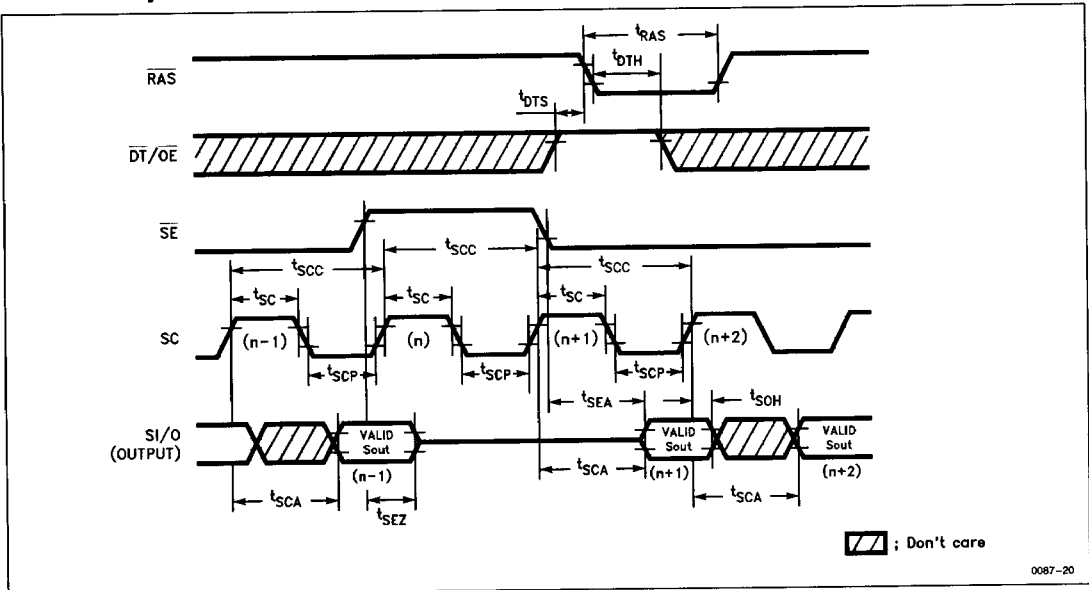 tRAS
RAS
tDTH
tDTS
DT/OE
SE
tSCC
tSCC
tSCC
tSC
tSC
tSC
SC
(n-1)
(n)
(n+1)
(n+2)
tSCP
tSCP
tSCP
tSEA
tSOH
SI/O
(OUTPUT)
VALID
Sout
(n-1)
VALID
Sout
(n+1)
VALID
Sout
(n+2)
tSCA
tSEZ
tSCA
tSCA
; Don't care
0087-20